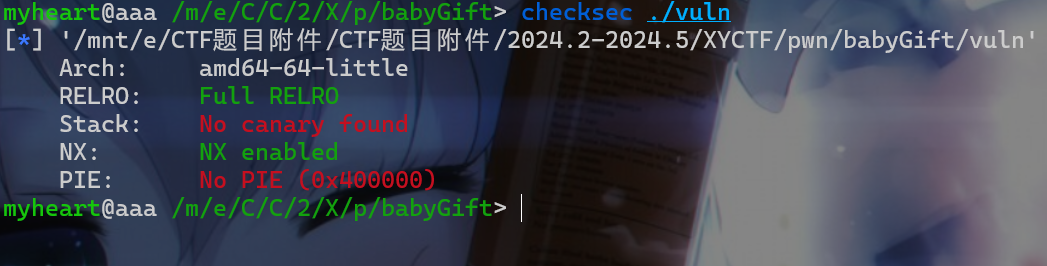 myheart@aaa /m/e/C/C/2/X/p/babyGift> checksec ./vuln
[*] '/mnt/e/CTF题目附件/CTF题目附件/2024.2-2024.5/XYCTF/pwn/babyGift/vuln'
Arch: amd64-64-little
RELRO: Full RELRO
Stack: No canary found
NX: NX enabled
PIE: No PIE (0x400000)
myheart@aaa /m/e/C/C/2/X/p/babyGift>